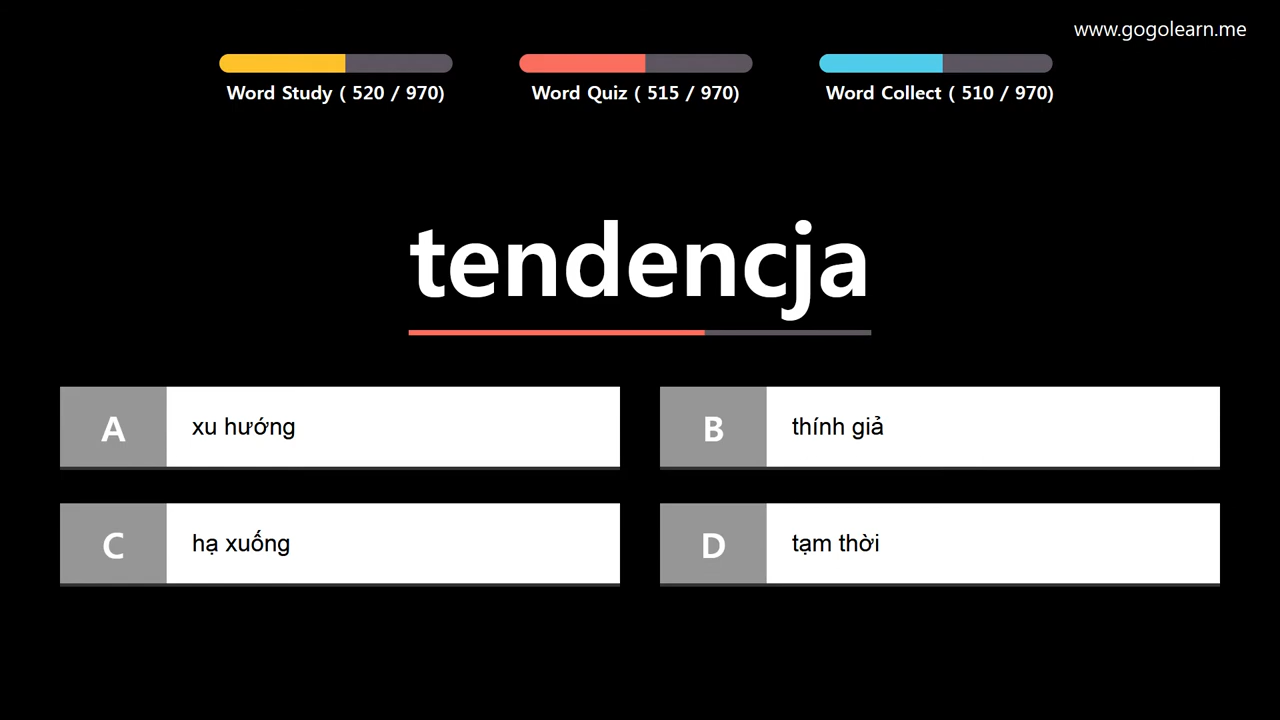 www.gogolearn.me
Word Study ( 520 / 970)
Word Quiz ( 515 / 970)
Word Collect ( 510 / 970)
tendencja
A
xu hướng
B
thính giả
C
hạ xuống
D
tạm thời